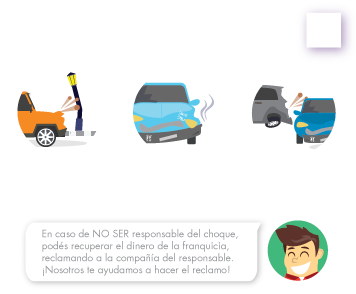 En caso de NO SER responsable del choque,
podés recuperar el dinero de la franquicia,
reclamando a la compañía del responsable.
¡Nosotros te ayudamos a hacer el reclamo!